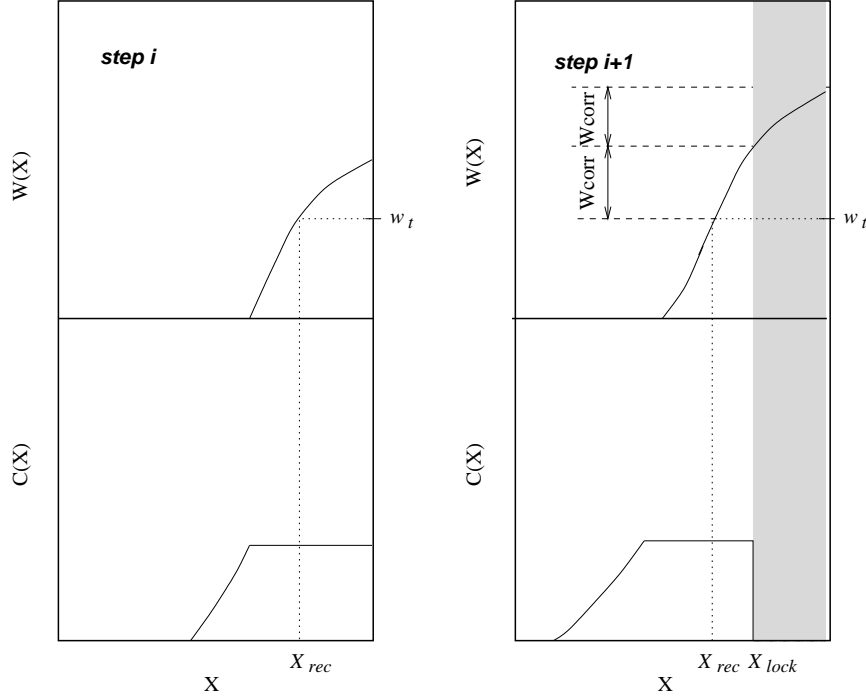 step i
W(X)
w t
C(X)
X rec
X
step i+1
Wcorr
Wcorr
W(X)
w t
C(X)
X rec
X lock
X